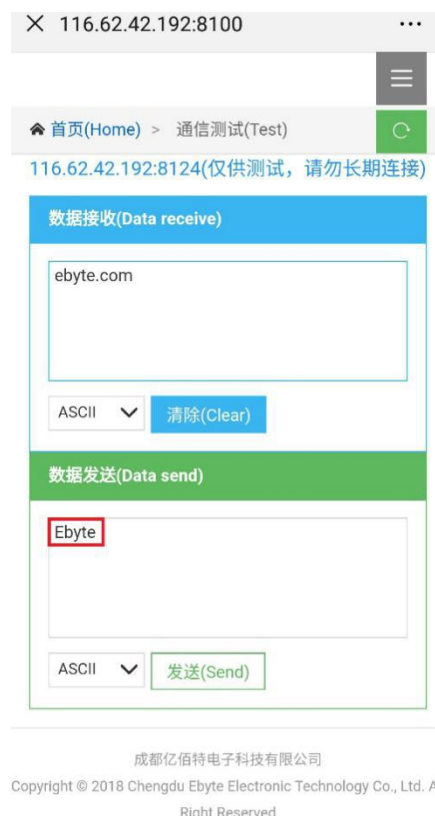 116.62.42.192:8100
首页(Home) > 通信测试(Test)
116.62.42.192:8124(仅供测试，请勿长期连接)
数据接收(Data receive)
ebyte.com
ASCII 清除(Clear)
数据发送(Data send)
Ebyte
ASCII 发送(Send)
成都亿佰特电子科技有限公司
Copyright © 2018 Chengdu Ebyte Electronic Technology Co., Ltd. A
Right Reserved